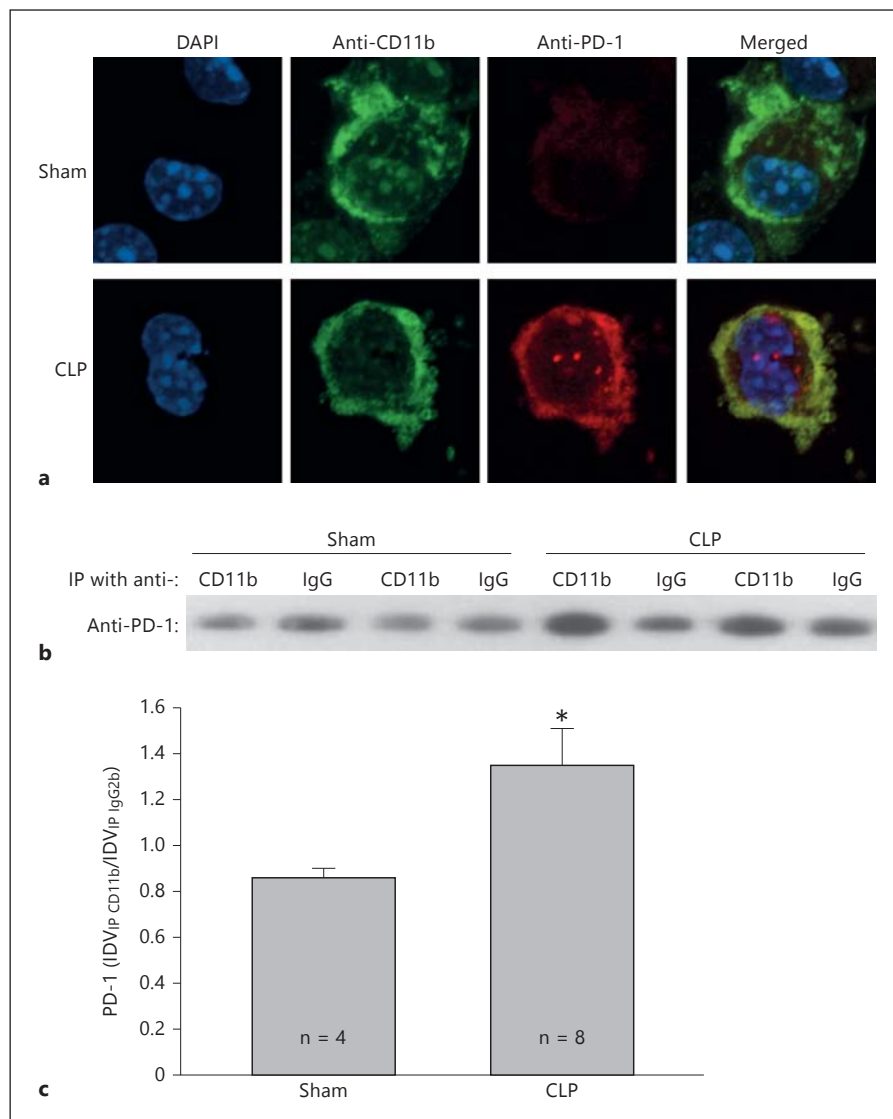 DAPI Anti-CD11b Anti-PD-1 Merged
Sham
CLP
a
Sham CLP
IP with anti-: CD11b IgG CD11b IgG CD11b IgG CD11b IgG
Anti-PD-1:
b
1.6
1.4
1.2
1.0
0.8
0.6
0.4
0.2
0
PD-1 (IDVIP CD11b/IDVIP IgG2b)
*
n = 4 n = 8
Sham CLP
c